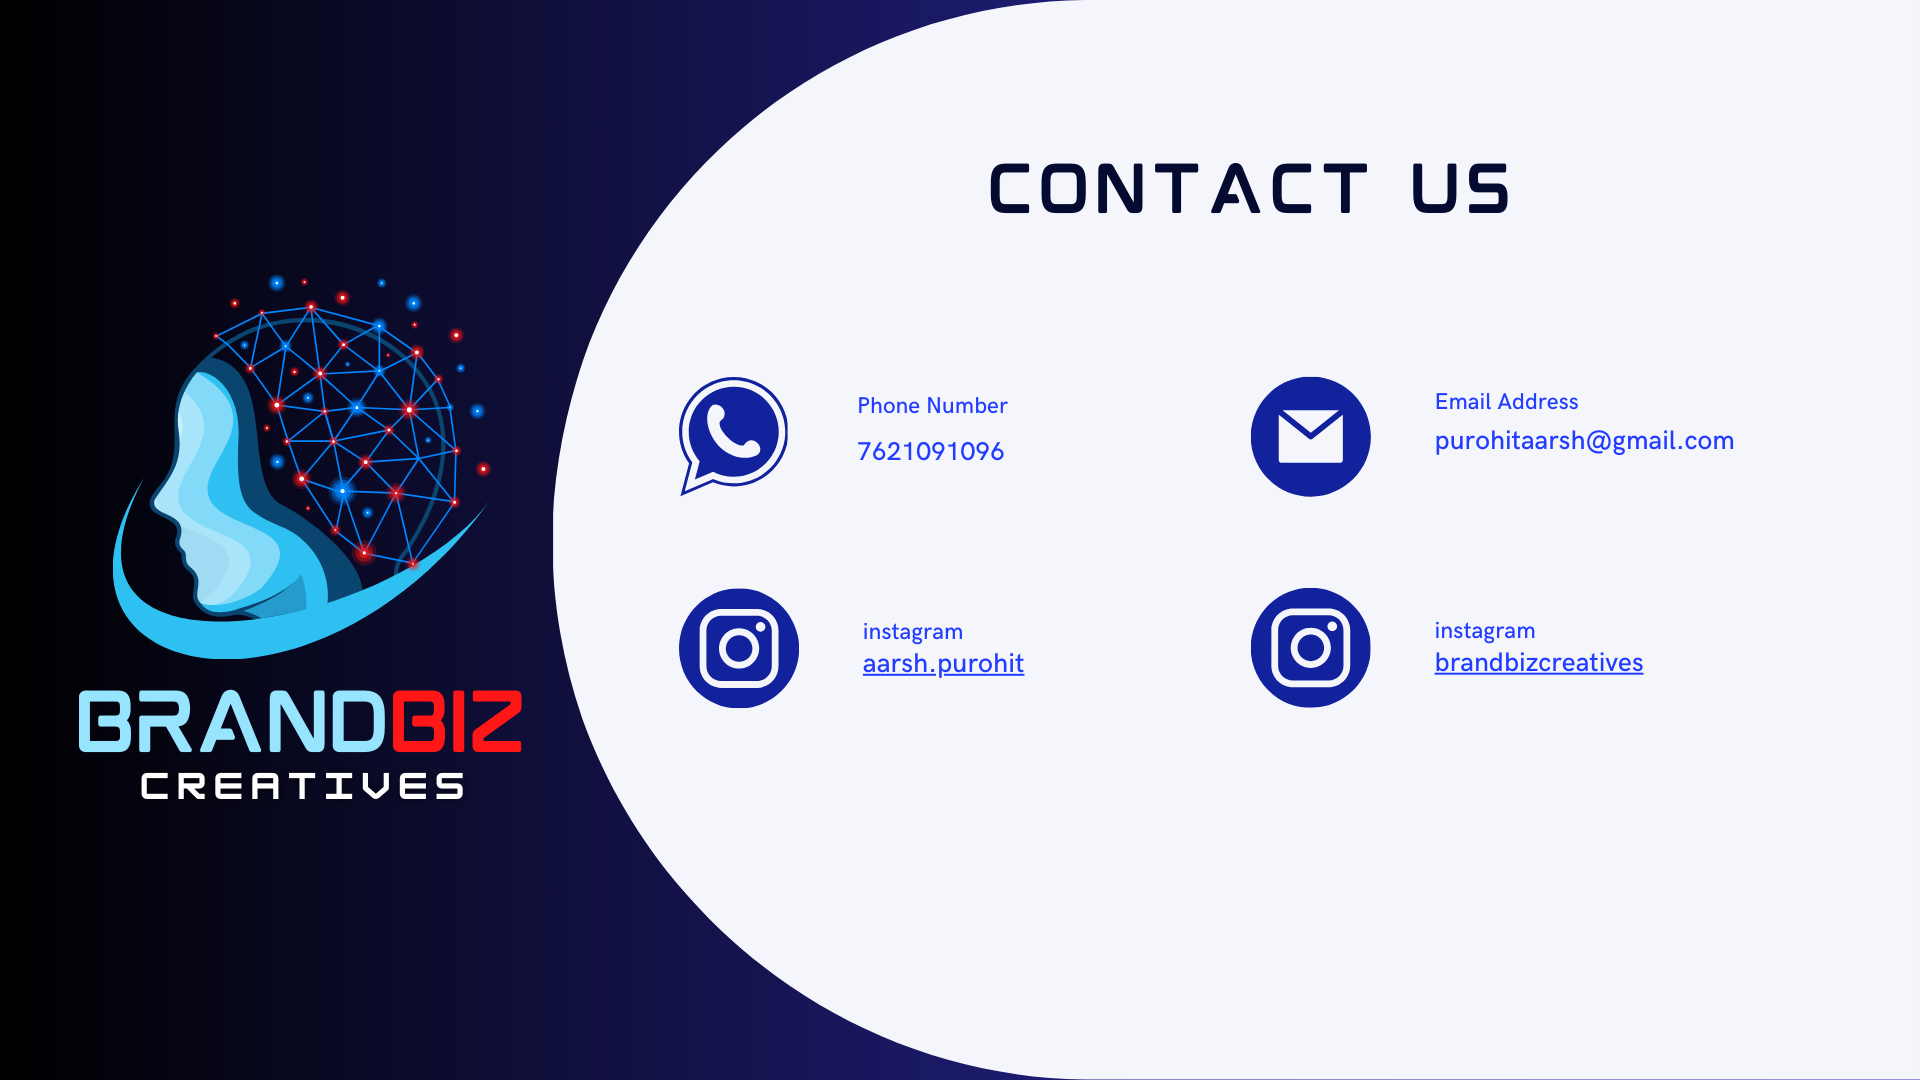 BRANDBIZ
CREATIVES
CONTACT US
Phone Number
7621091096
Email Address
purohitaarsh@gmail.com
instagram
aarsh.purohit
instagram
brandbizcreatives